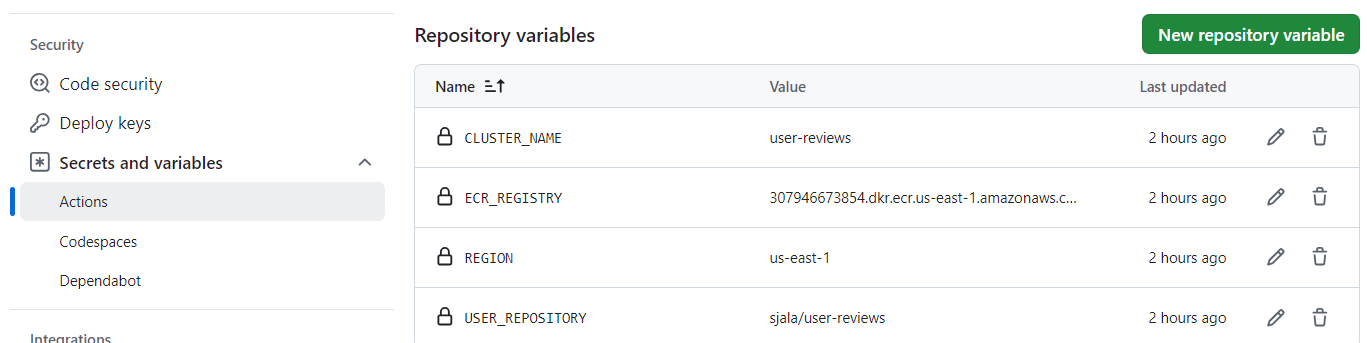 Security
Code security
Deploy keys
Secrets and variables
Actions
Codespaces
Dependabot
Integrations
Repository variables
New repository variable
Name Value Last updated
CLUSTER_NAME user-reviews 2 hours ago
ECR_REGISTRY 307946673854.dkr.ecr.us-east-1.amazonaws.c... 2 hours ago
REGION us-east-1 2 hours ago
USER_REPOSITORY sjala/user-reviews 2 hours ago